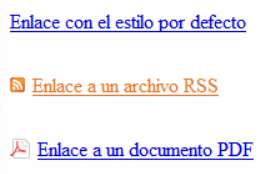 Enlace con el estilo por defecto
Enlace a un archivo RSS
Enlace a un documento PDF